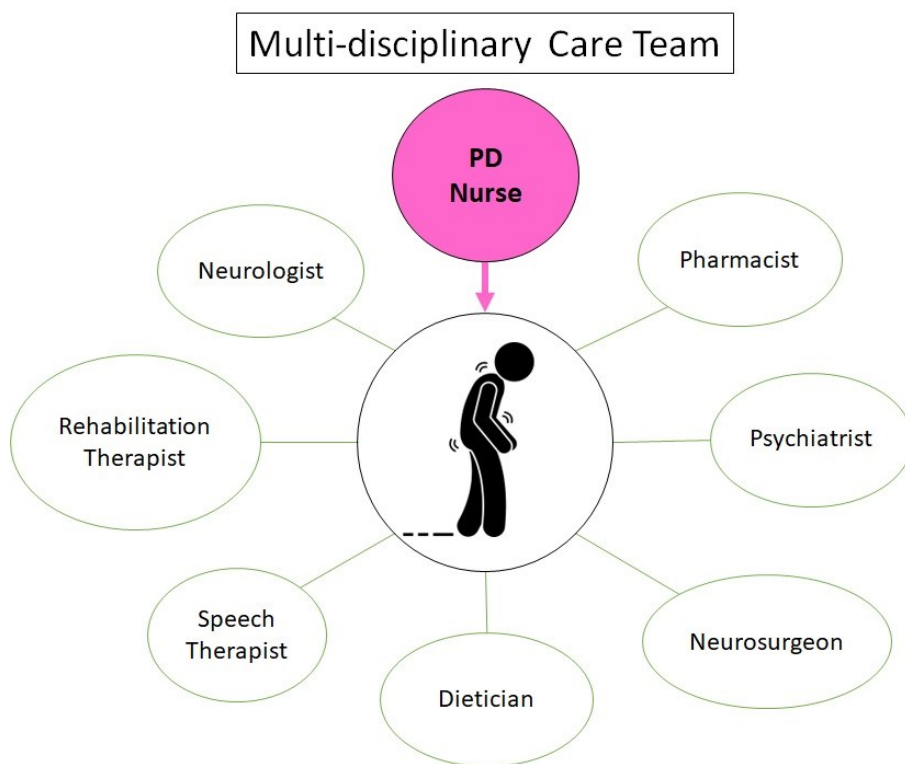 Multi-disciplinary Care Team
PD
Nurse
Neurologist
Pharmacist
Rehabilitation
Therapist
Psychiatrist
Speech
Therapist
Neurosurgeon
Dietician